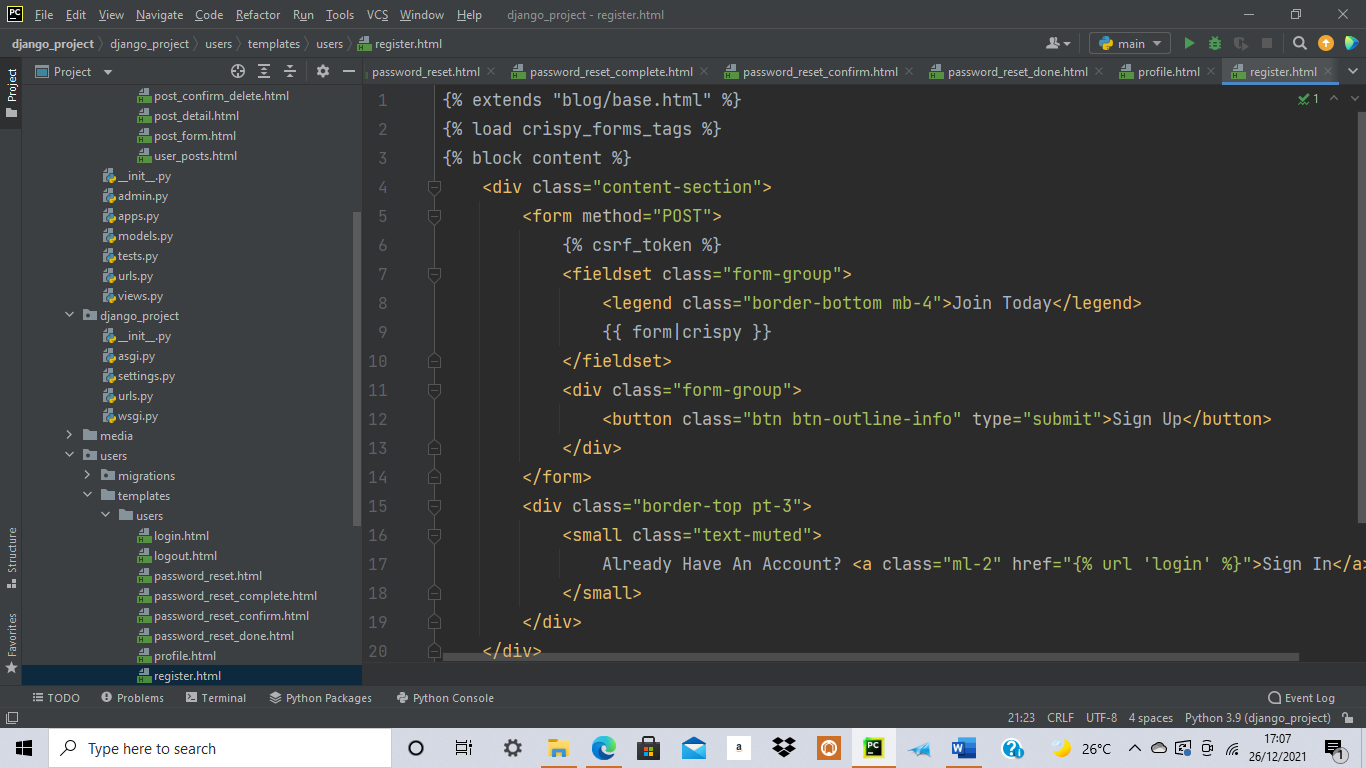 PC File Edit View Navigate Code Refactor Run Tools VCS Window Help django_project - register.html
django_project django_project users templates users register.html main
Project password_reset.html password_reset_complete.html password_reset_confirm.html password_reset_done.html profile.html register.html
Project
Structure
Favorites
post_confirm_delete.html
post_detail.html
post_form.html
user_posts.html
__init__.py
admin.py
apps.py
models.py
tests.py
urls.py
views.py
django_project
__init__.py
asgi.py
settings.py
urls.py
wsgi.py
media
users
migrations
templates
users
login.html
logout.html
password_reset.html
password_reset_complete.html
password_reset_confirm.html
password_reset_done.html
profile.html
register.html
1 {% extends "blog/base.html" %}
2 {% load crispy_forms_tags %}
3 {% block content %}
4 <div class="content-section">
5 <form method="POST">
6 {% csrf_token %}
7 <fieldset class="form-group">
8 <legend class="border-bottom mb-4">Join Today</legend>
9 {{ form|crispy }}
10 </fieldset>
11 <div class="form-group">
12 <button class="btn btn-outline-info" type="submit">Sign Up</button>
13 </div>
14 </form>
15 <div class="border-top pt-3">
16 <small class="text-muted">
17 Already Have An Account? <a class="ml-2" href="{% url 'login' %}">Sign In</a>
18 </small>
19 </div>
20 </div>
1
TODO Problems Terminal Python Packages Python Console Event Log
21:23 CRLF UTF-8 4 spaces Python 3.9 (django_project)
Type here to search a PC W 26°C 17:07
26/12/2021 1